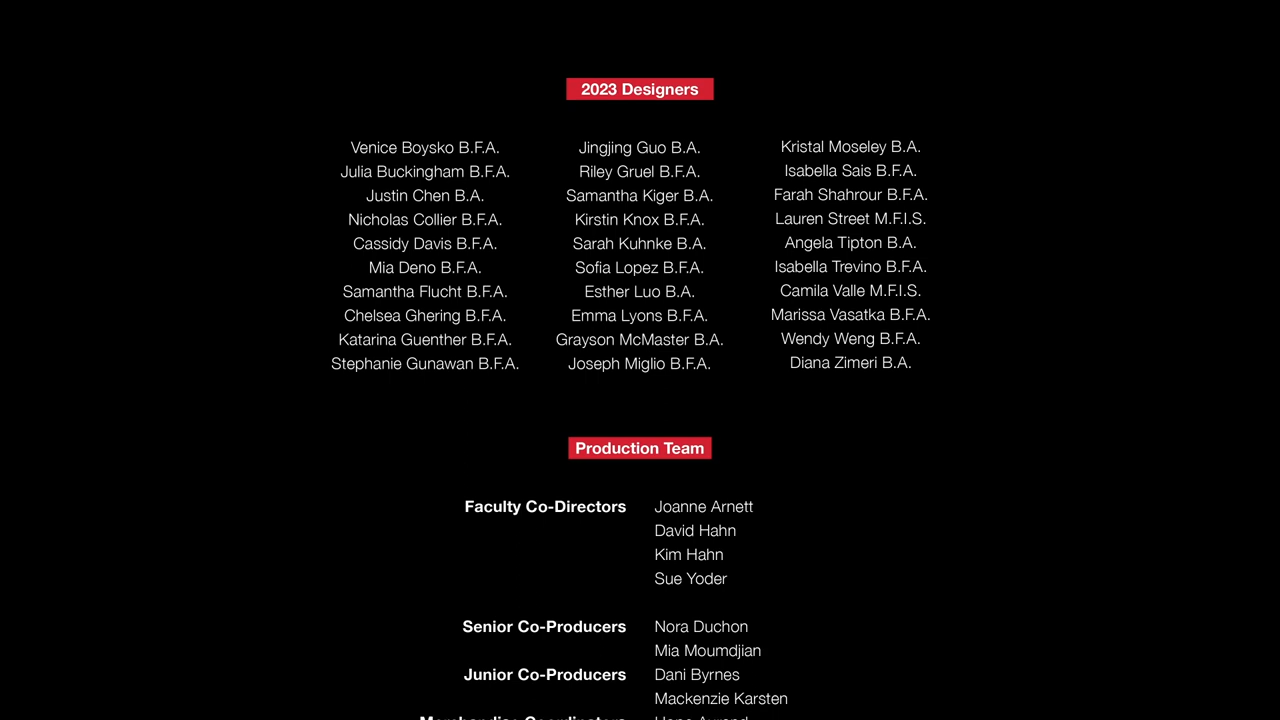 2023 Designers
Venice Boysko B.F.A.
Julia Buckingham B.F.A.
Justin Chen B.A.
Nicholas Collier B.F.A.
Cassidy Davis B.F.A.
Mia Deno B.F.A.
Samantha Flucht B.F.A.
Chelsea Ghering B.F.A.
Katarina Guenther B.F.A.
Stephanie Gunawan B.F.A.
Jingjing Guo B.A.
Riley Gruel B.F.A.
Samantha Kiger B.A.
Kirstin Knox B.F.A.
Sarah Kuhnke B.A.
Sofia Lopez B.F.A.
Esther Luo B.A.
Emma Lyons B.F.A.
Grayson McMaster B.A.
Joseph Miglio B.F.A.
Kristal Moseley B.A.
Isabella Sais B.F.A.
Farah Shahrour B.F.A.
Lauren Street M.F.I.S.
Angela Tipton B.A.
Isabella Trevino B.F.A.
Camila Valle M.F.I.S.
Marissa Vasatka B.F.A.
Wendy Weng B.F.A.
Diana Zimeri B.A.
Production Team
Faculty Co-Directors Joanne Arnett
David Hahn
Kim Hahn
Sue Yoder
Senior Co-Producers Nora Duchon
Mia Moumdjian
Junior Co-Producers Dani Byrnes
Mackenzie Karsten